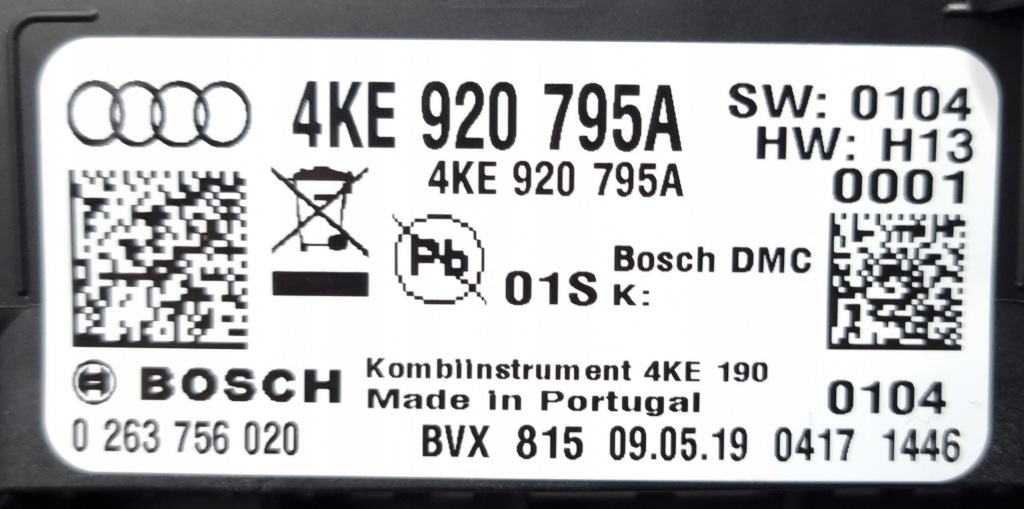 4KE 920 795A
SW: 0104
HW: H13
4KE 920 795A
0001
Pb
01S
Bosch DMC
K:
BOSCH
Kombiinstrument 4KE 190
Made in Portugal
0104
0 263 756 020
BVX 815 09.05.19 0417 1446